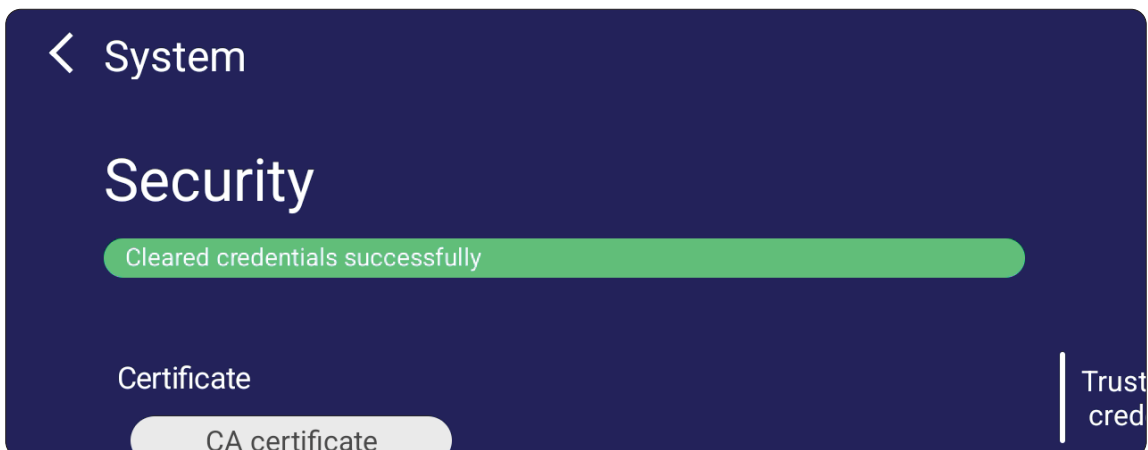 System
Security
Cleared credentials successfully
Certificate
CA certificate
Trust
cred